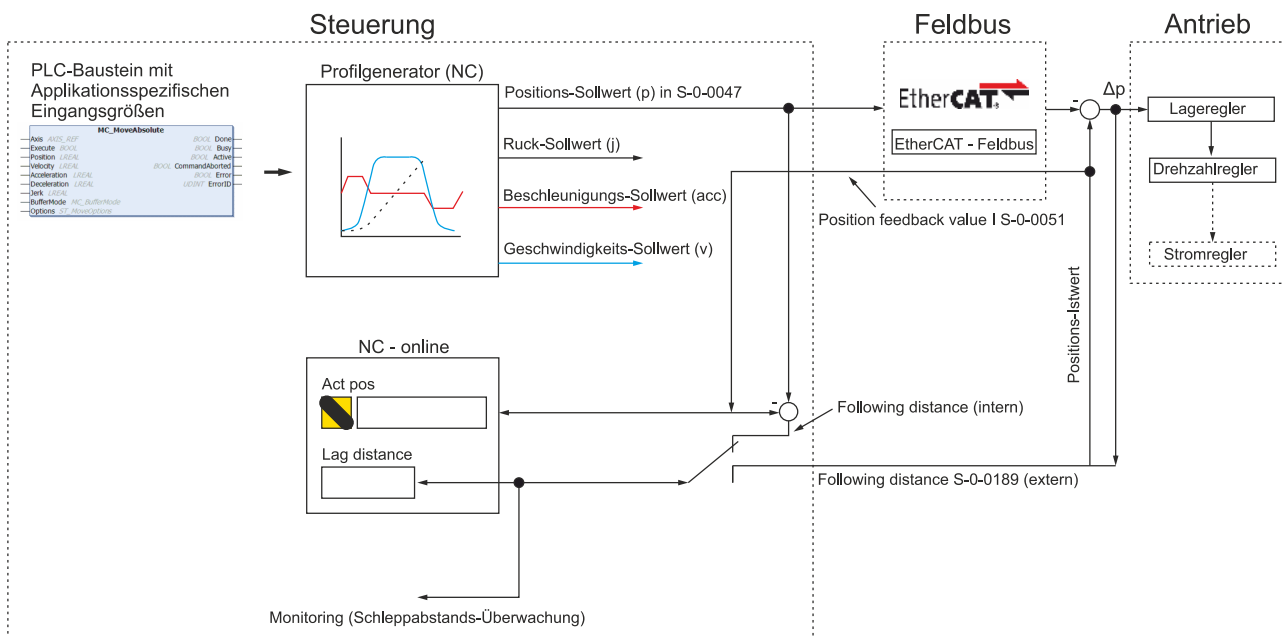 Steuerung
Feldbus
Antrieb
PLC-Baustein mit
Applikationsspezifischen
Eingangsgrößen
MC_MoveAbsolute
Axis AXIS_REF
BOOL Done
Execute BOOL
BOOL Busy
Position LREAL
BOOL Active
Velocity LREAL
BOOL CommandAborted
Acceleration LREAL
BOOL Error
Deceleration LREAL
UDINT ErrorID
Jerk LREAL
BufferMode MC_BufferMode
Options ST_MoveOptions
Profilgenerator (NC)
Positions-Sollwert (p) in S-0-0047
Ruck-Sollwert (j)
Beschleunigungs-Sollwert (acc)
Geschwindigkeits-Sollwert (v)
EtherCAT®
EtherCAT - Feldbus
-
Δp
Lageregler
Drehzahlregler
Stromregler
Position feedback value I S-0-0051
Positions-Istwert
NC - online
Act pos
Lag distance
-
Following distance (intern)
Following distance S-0-0189 (extern)
Monitoring (Schleppabstands-Überwachung)